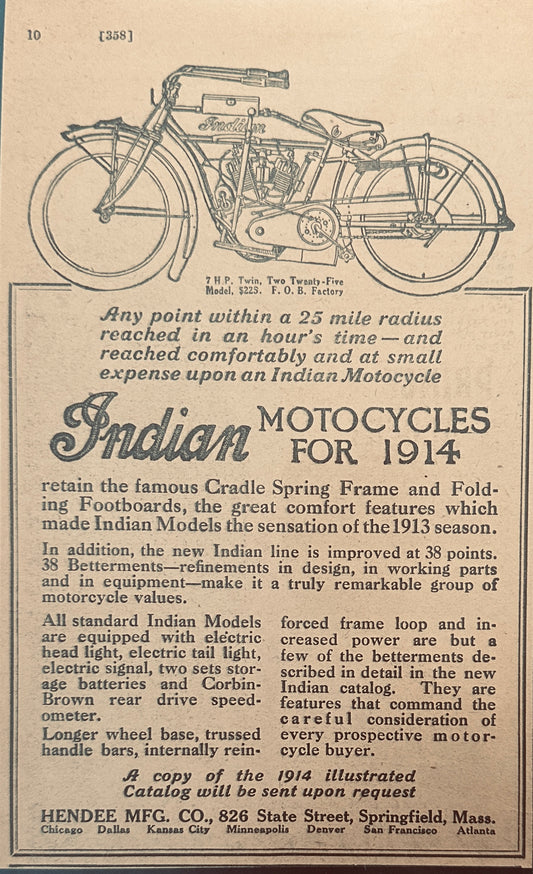 10 [358]
Indian
7 H.P. Twin, Two Twenty-Five
Model, $225. F. O. B. Factory
Any point within a 25 mile radius
reached in an hour's time—and
reached comfortably and at small
expense upon an Indian Motocycle
Indian MOTOCYCLES
FOR 1914
retain the famous Cradle Spring Frame and Fold-
ing Footboards, the great comfort features which
made Indian Models the sensation of the 1913 season.
In addition, the new Indian line is improved at 38 points.
38 Betterments—refinements in design, in working parts
and in equipment—make it a truly remarkable group of
motorcycle values.
All standard Indian Models
are equipped with electric
head light, electric tail light,
electric signal, two sets stor-
age batteries and Corbin-
Brown rear drive speed-
ometer.
Longer wheel base, trussed
handle bars, internally rein-
forced frame loop and in-
creased power are but a
few of the betterments de-
scribed in detail in the new
Indian catalog. They are
features that command the
careful consideration of
every prospective motor-
cycle buyer.
A copy of the 1914 illustrated
Catalog will be sent upon request
HENDEE MFG. CO., 826 State Street, Springfield, Mass.
Chicago Dallas Kansas City Minneapolis Denver San Francisco Atlanta